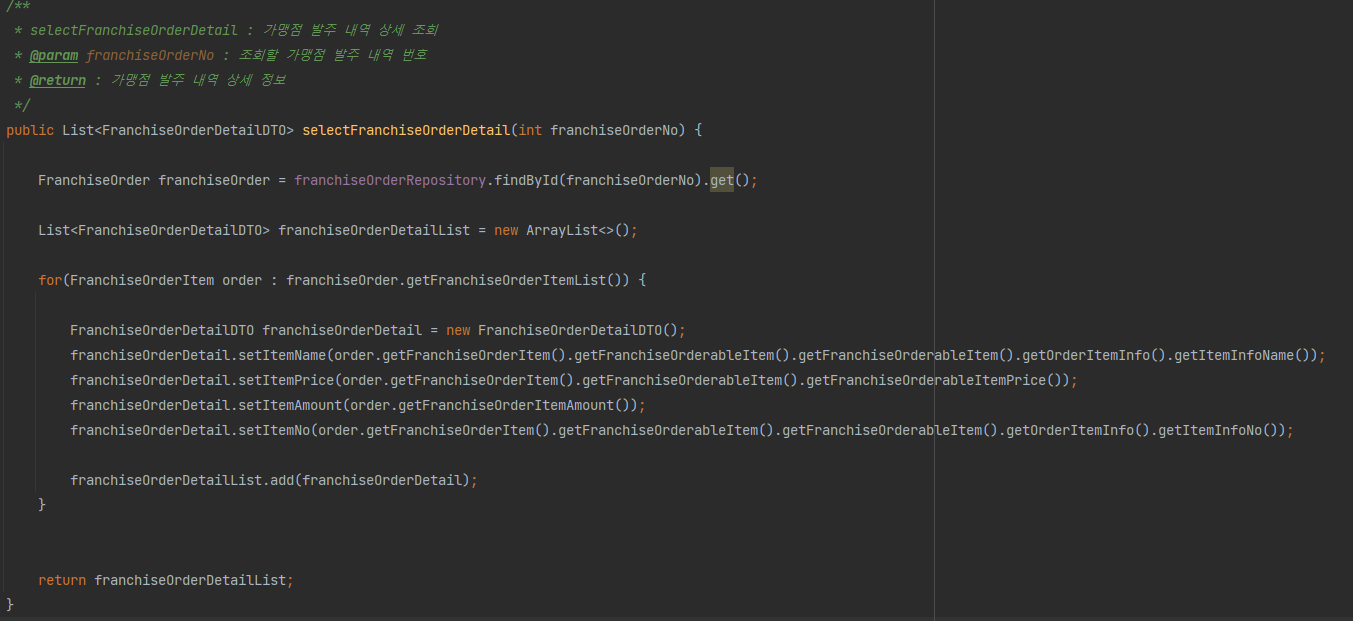 /**
* selectFranchiseOrderDetail : 가맹점 발주 내역 상세 조회
* @param franchiseOrderNo : 조회할 가맹점 발주 내역 번호
* @return : 가맹점 발주 내역 상세 정보
*/
public List<FranchiseOrderDetailDTO> selectFranchiseOrderDetail(int franchiseOrderNo) {
FranchiseOrder franchiseOrder = franchiseOrderRepository.findById(franchiseOrderNo).get();
List<FranchiseOrderDetailDTO> franchiseOrderDetailList = new ArrayList<>();
for(FranchiseOrderItem order : franchiseOrder.getFranchiseOrderItemList()) {
FranchiseOrderDetailDTO franchiseOrderDetail = new FranchiseOrderDetailDTO();
franchiseOrderDetail.setItemName(order.getFranchiseOrderItem().getFranchiseOrderableItem().getFranchiseOrderableItem().getOrderItemInfo().getItemInfoName());
franchiseOrderDetail.setItemPrice(order.getFranchiseOrderItem().getFranchiseOrderableItem().getFranchiseOrderableItemPrice());
franchiseOrderDetail.setItemAmount(order.getFranchiseOrderItemAmount());
franchiseOrderDetail.setItemNo(order.getFranchiseOrderItem().getFranchiseOrderableItem().getFranchiseOrderableItem().getOrderItemInfo().getItemInfoNo());
franchiseOrderDetailList.add(franchiseOrderDetail);
}
return franchiseOrderDetailList;
}